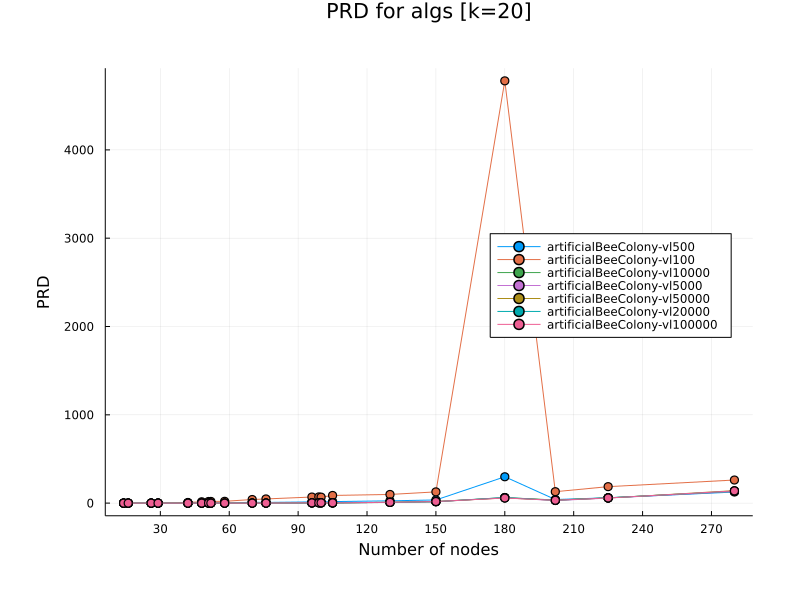 PRD for algs [k=20]
4000
3000
2000
1000
0
PRD
artificialBeeColony-vl500
artificialBeeColony-vl100
artificialBeeColony-vl10000
artificialBeeColony-vl5000
artificialBeeColony-vl50000
artificialBeeColony-vl20000
artificialBeeColony-vl100000
30 60 90 120 150 180 210 240 270
Number of nodes